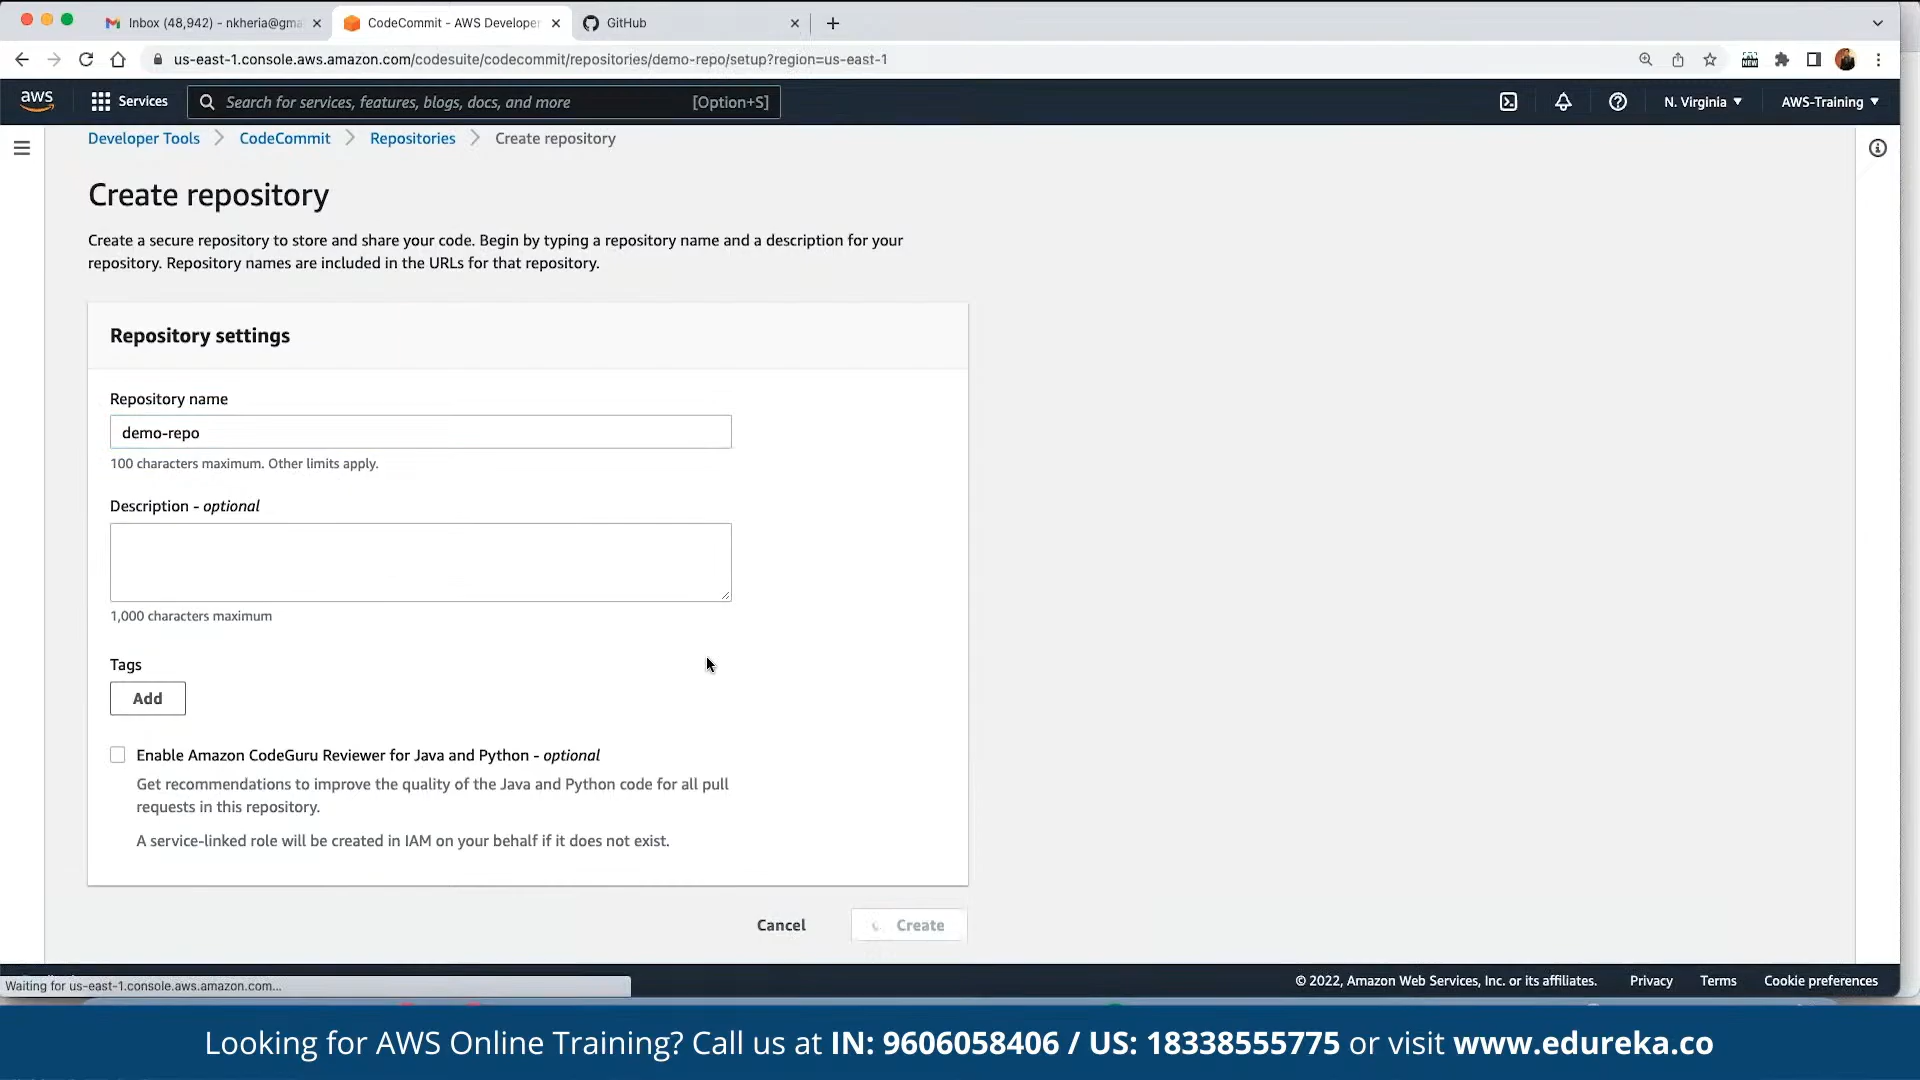 Inbox (48,942) - nkheria@gma
CodeCommit - AWS Developer
GitHub
us-east-1.console.aws.amazon.com/codesuite/codecommit/repositories/demo-repo/setup?region=us-east-1
aws
Services
Search for services, features, blogs, docs, and more
[Option+S]
N. Virginia
AWS-Training
Developer Tools
CodeCommit
Repositories
Create repository
Create repository
Create a secure repository to store and share your code. Begin by typing a repository name and a description for your
repository. Repository names are included in the URLs for that repository.
Repository settings
Repository name
demo-repo
100 characters maximum. Other limits apply.
Description - optional
1,000 characters maximum
Tags
Add
Enable Amazon CodeGuru Reviewer for Java and Python - optional
Get recommendations to improve the quality of the Java and Python code for all pull
requests in this repository.
A service-linked role will be created in IAM on your behalf if it does not exist.
Cancel
Create
Waiting for us-east-1.console.aws.amazon.com...
© 2022, Amazon Web Services, Inc. or its affiliates.
Privacy
Terms
Cookie preferences
Looking for AWS Online Training? Call us at IN: 9606058406 / US: 18338555775 or visit www.edureka.co